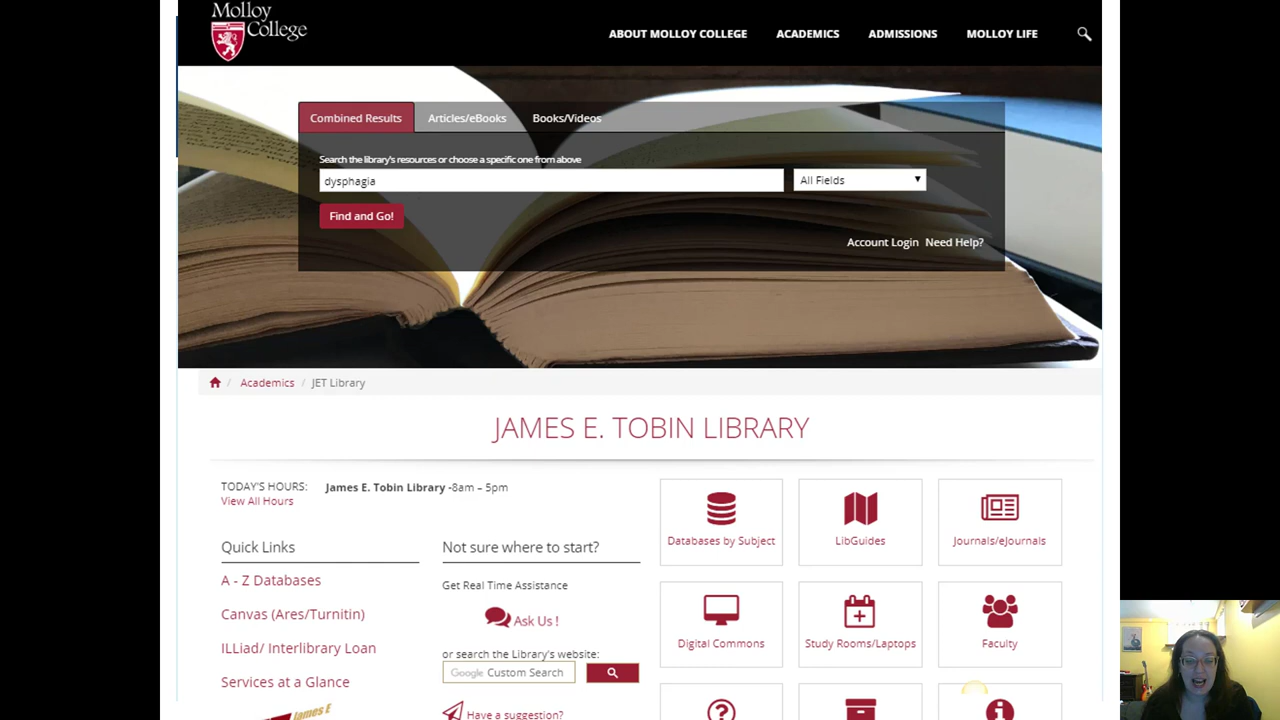 Molloy
College
ABOUT MOLLOY COLLEGE
ACADEMICS
ADMISSIONS
MOLLOY LIFE
Combined Results
Articles/eBooks
Books/Videos
Search the library's resources or choose a specific one from above
dysphagia
All Fields
Find and Go!
Account Login
Need Help?
/ Academics / JET Library
JAMES E. TOBIN LIBRARY
TODAY'S HOURS:
View All Hours
James E. Tobin Library -8am – 5pm
Quick Links
A - Z Databases
Canvas (Ares/Turnitin)
ILLiad/ Interlibrary Loan
Services at a Glance
James E
Not sure where to start?
Get Real Time Assistance
Ask Us !
or search the Library's website:
Google Custom Search
Have a suggestion?
Databases by Subject
LibGuides
Journals/eJournals
Digital Commons
Study Rooms/Laptops
Faculty